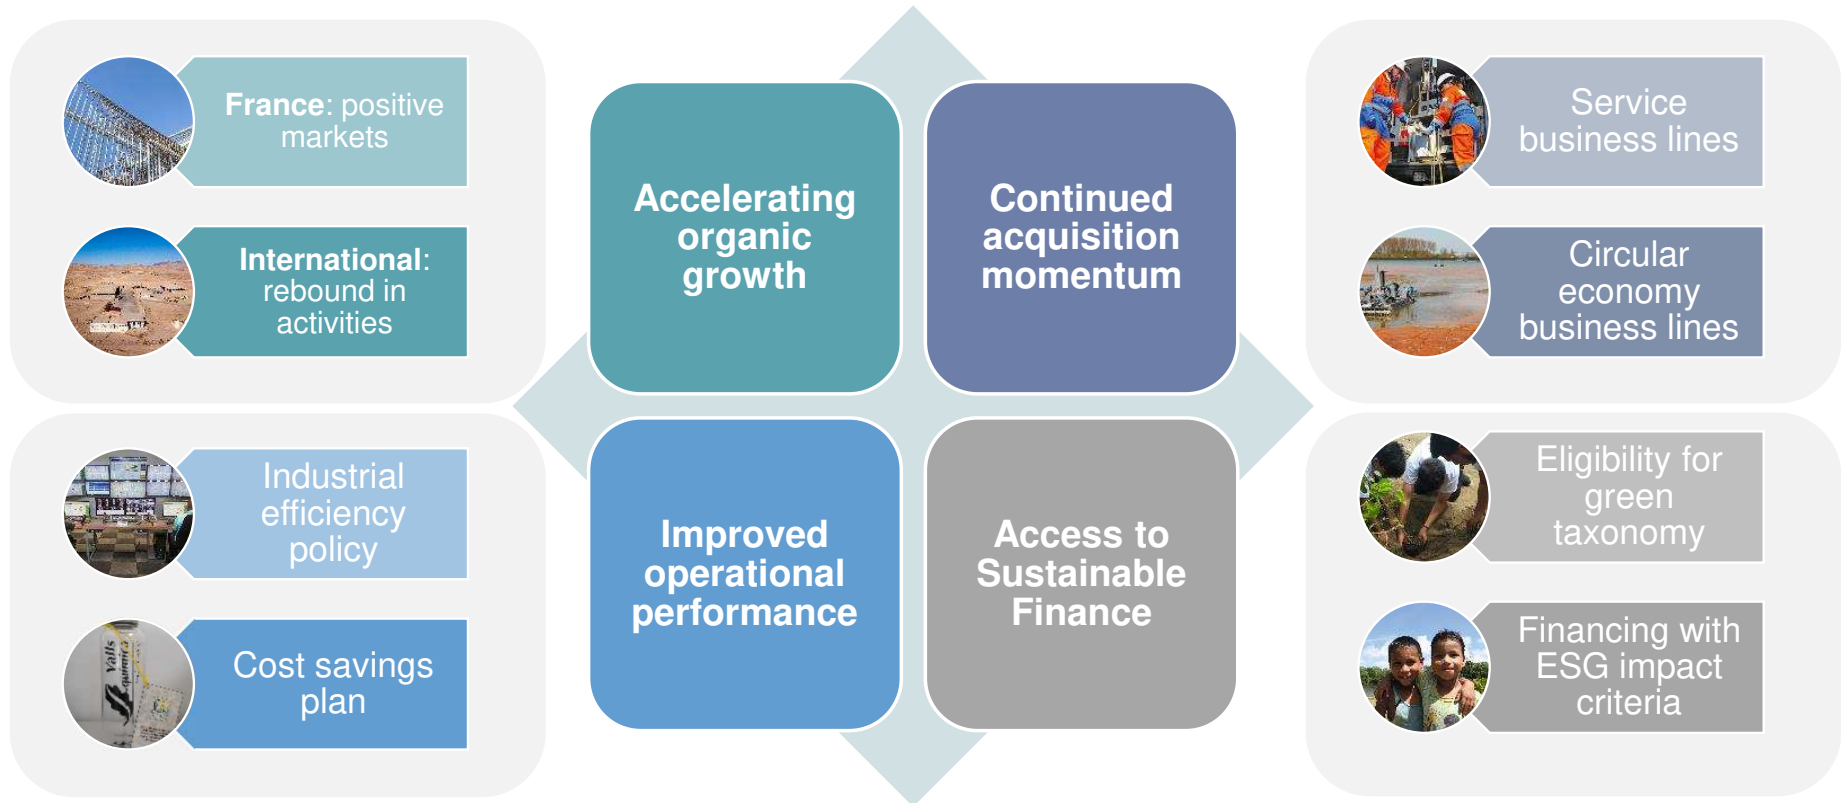 France: positive
markets
International:
rebound in
activities
Accelerating
organic
growth
Continued
acquisition
momentum
Service
business lines
Circular
economy
business lines
Industrial
efficiency
policy
Cost savings
plan
Valls
quimica
Improved
operational
performance
Access to
Sustainable
Finance
Eligibility for
green
taxonomy
Financing with
ESG impact
criteria